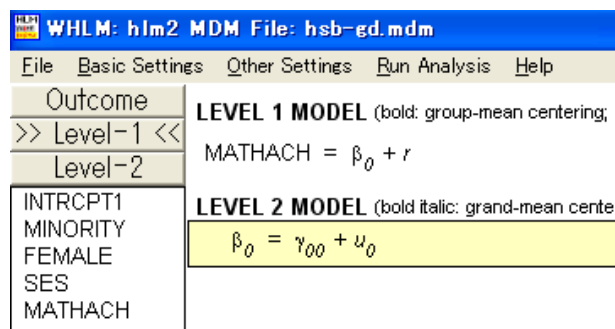 WHLM: hlm2 MDM File: hsb-gd.mdm
File Basic Settings Other Settings Run Analysis Help
Outcome
>> Level-1 <<
Level-2
INTRCPT1
MINORITY
FEMALE
SES
MATHACH
LEVEL 1 MODEL (bold: group-mean centering;
MATHACH = β₀ + r
LEVEL 2 MODEL (bold italic: grand-mean cente
β₀ = γ₀₀ + u₀